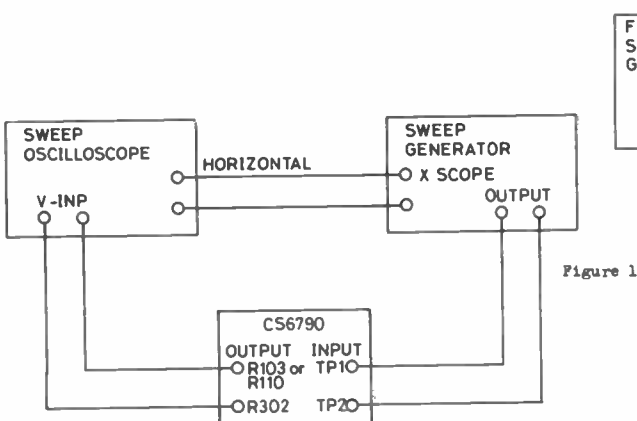 F
S
G
SWEEP
OSCILLOSCOPE
V-INP
HORIZONTAL
SWEEP
GENERATOR
X SCOPE
OUTPUT
Figure 1
CS6790
OUTPUT INPUT
R103 or TP1
R110
R302 TP2